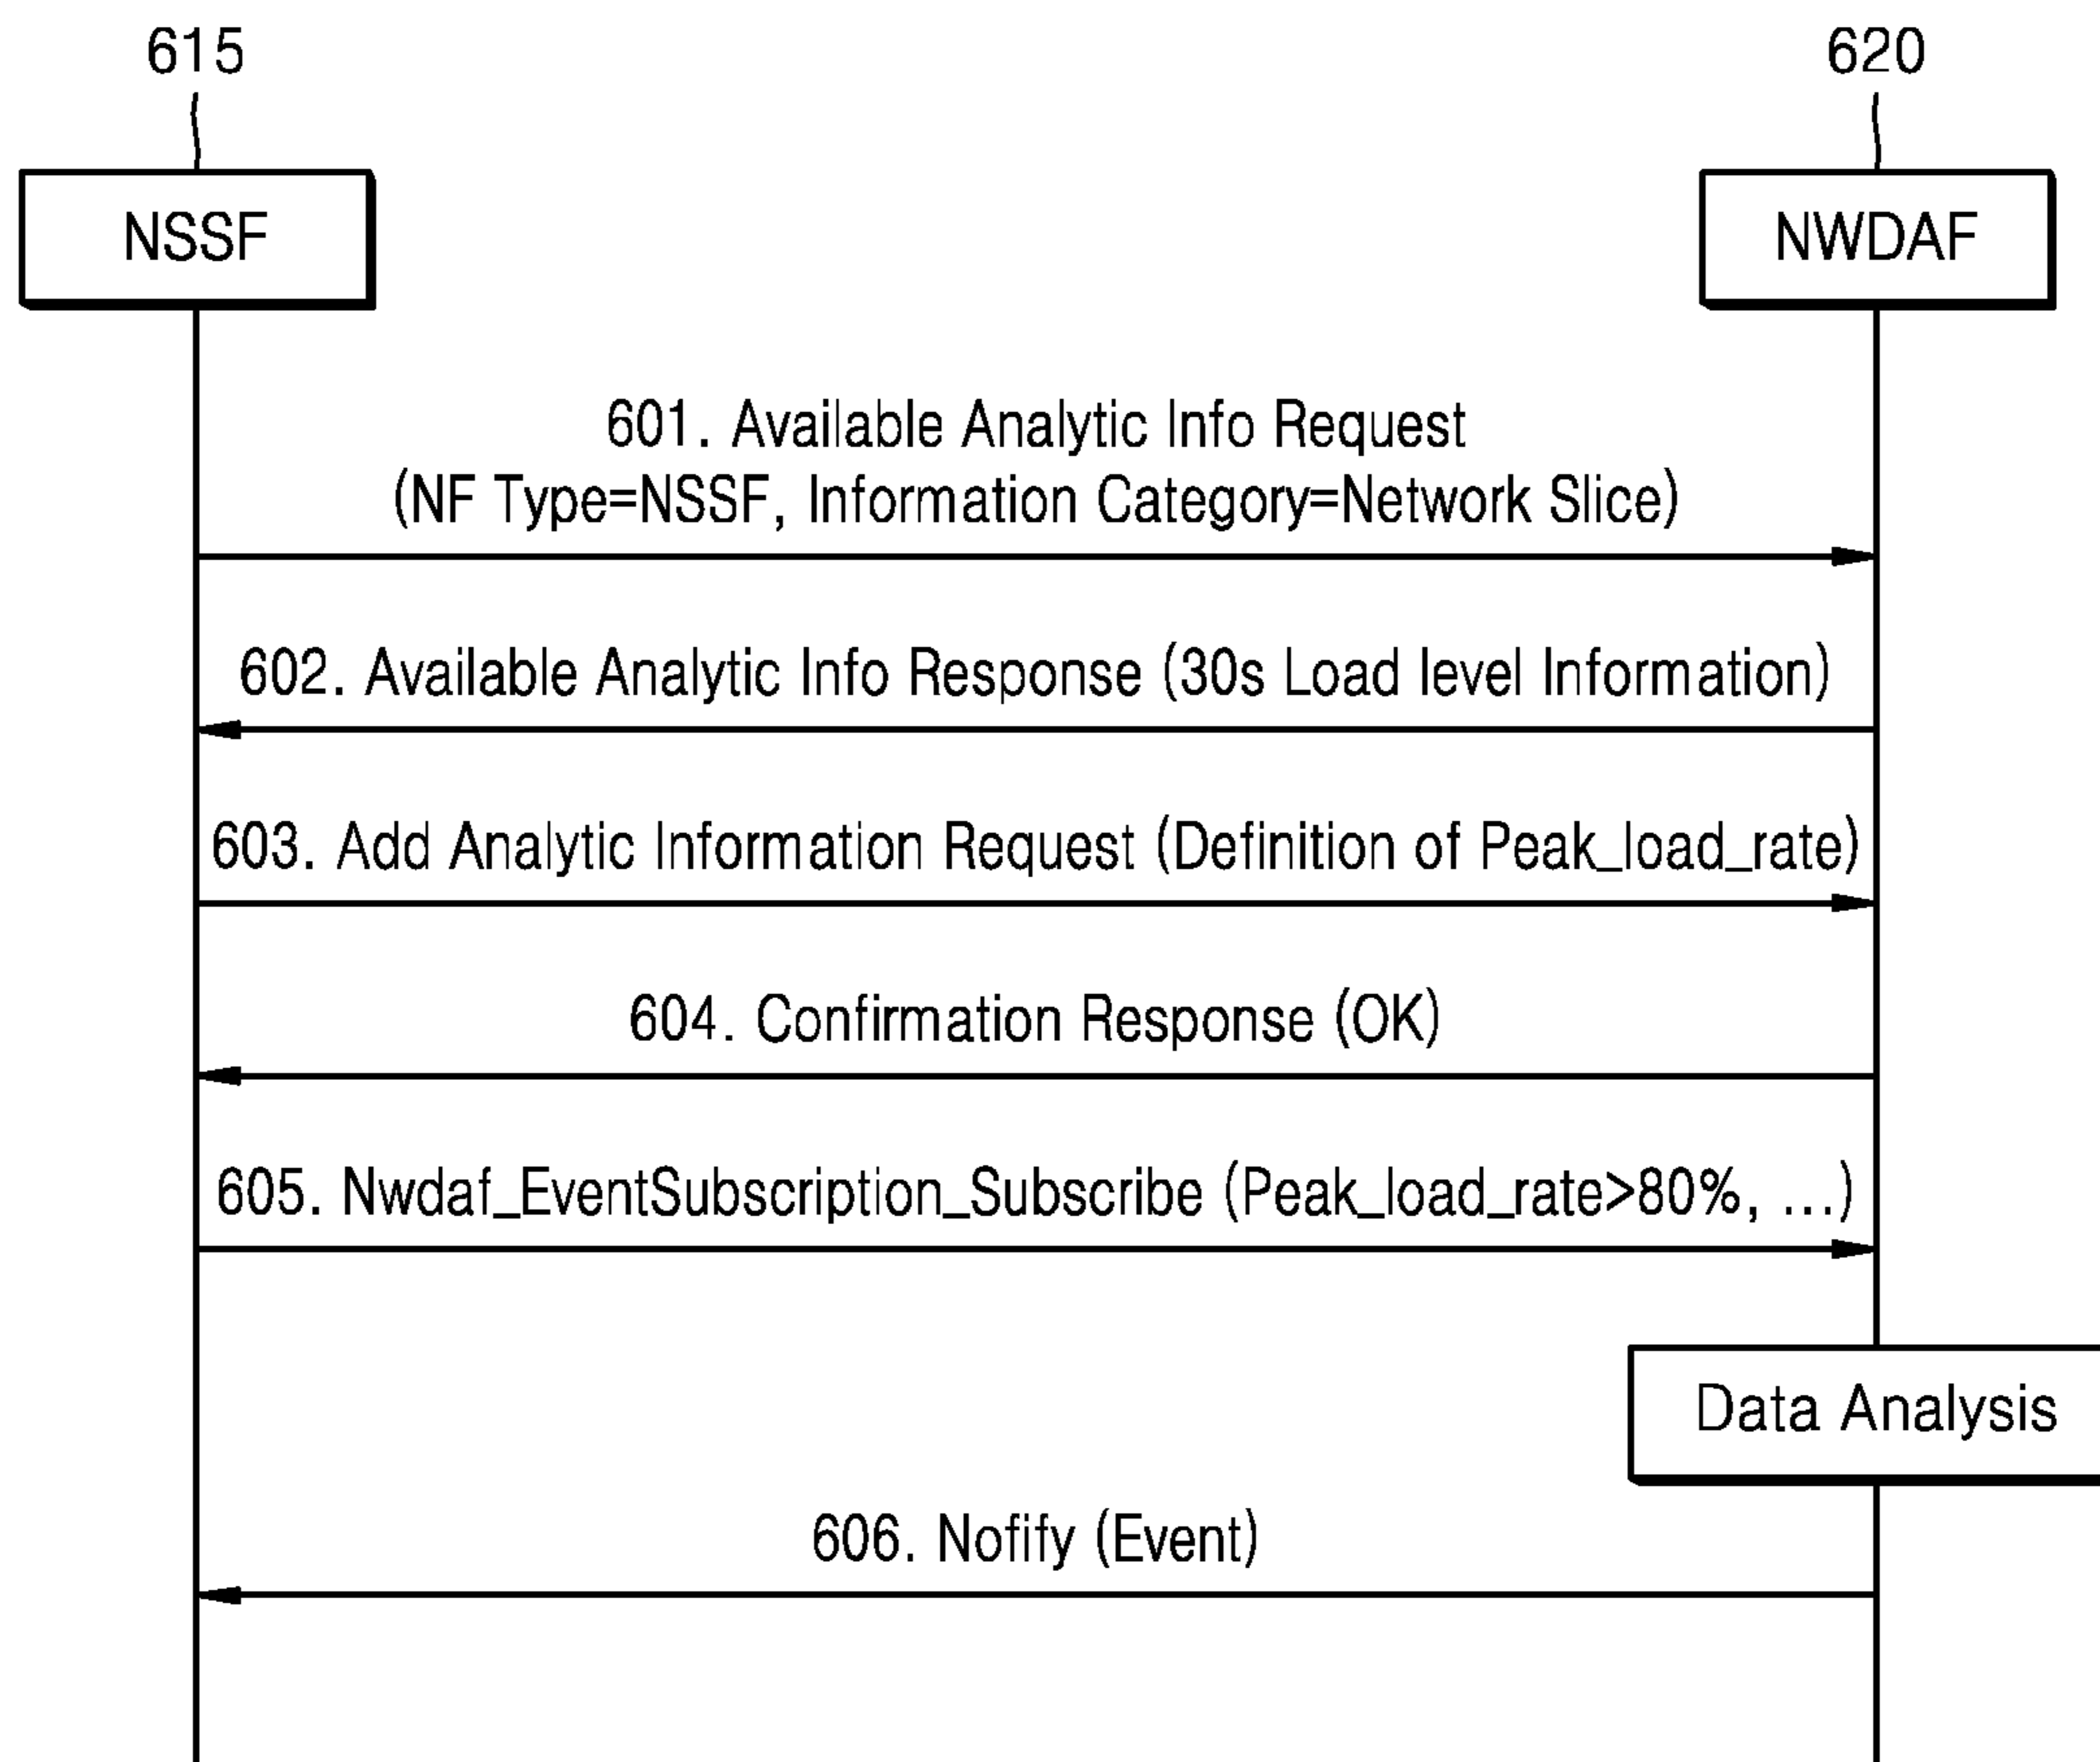 615
620
NSSF
NWDAF
601. Available Analytic Info Request
(NF Type=NSSF, Information Category=Network Slice)
602. Available Analytic Info Response (30s Load level Information)
603. Add Analytic Information Request (Definition of Peak_load_rate)
604. Confirmation Response (OK)
605. Nwdaf_EventSubscription_Subscribe (Peak_load_rate>80%, ...)
Data Analysis
606. Nofify (Event)